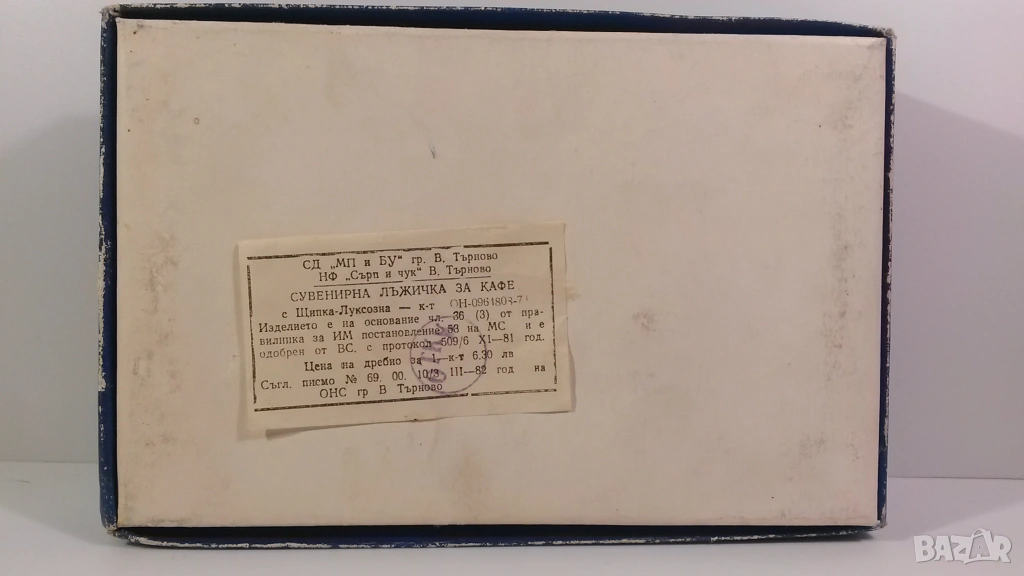 СД „МП и БУ“ гр. В. Търново
НФ „Сърп и чук“ В. Търново
СУВЕНИРНА ЛЪЖИЧКА ЗА КАФЕ
с Щипка-Луксозна — к-т ОН-0964808-7
Изделието е на основание чл. 36 (3) от пра-
вилника за ИМ постановление 53 на МС и е
одобрен от ВС. с протокол 509/6 XI—81 год.
Цена на дребно за 1 к-т 6.30 лв
Съгл. писмо № 69. 00. 10/3 III—82 год на
ОНС гр В Търново
BAZAR